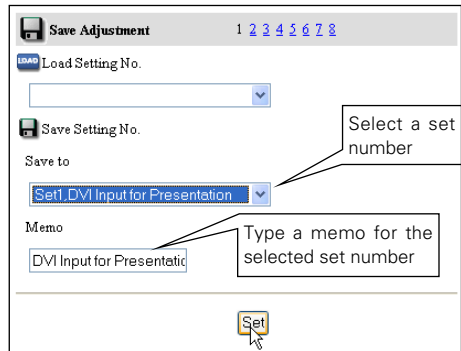 Save Adjustment 1 2 3 4 5 6 7 8
LOAD Load Setting No.
Save Setting No.
Select a set
number
Save to
Set1,DVI Input for Presentation
Memo
Type a memo for the
selected set number
DVI Input for Presentatic
Set